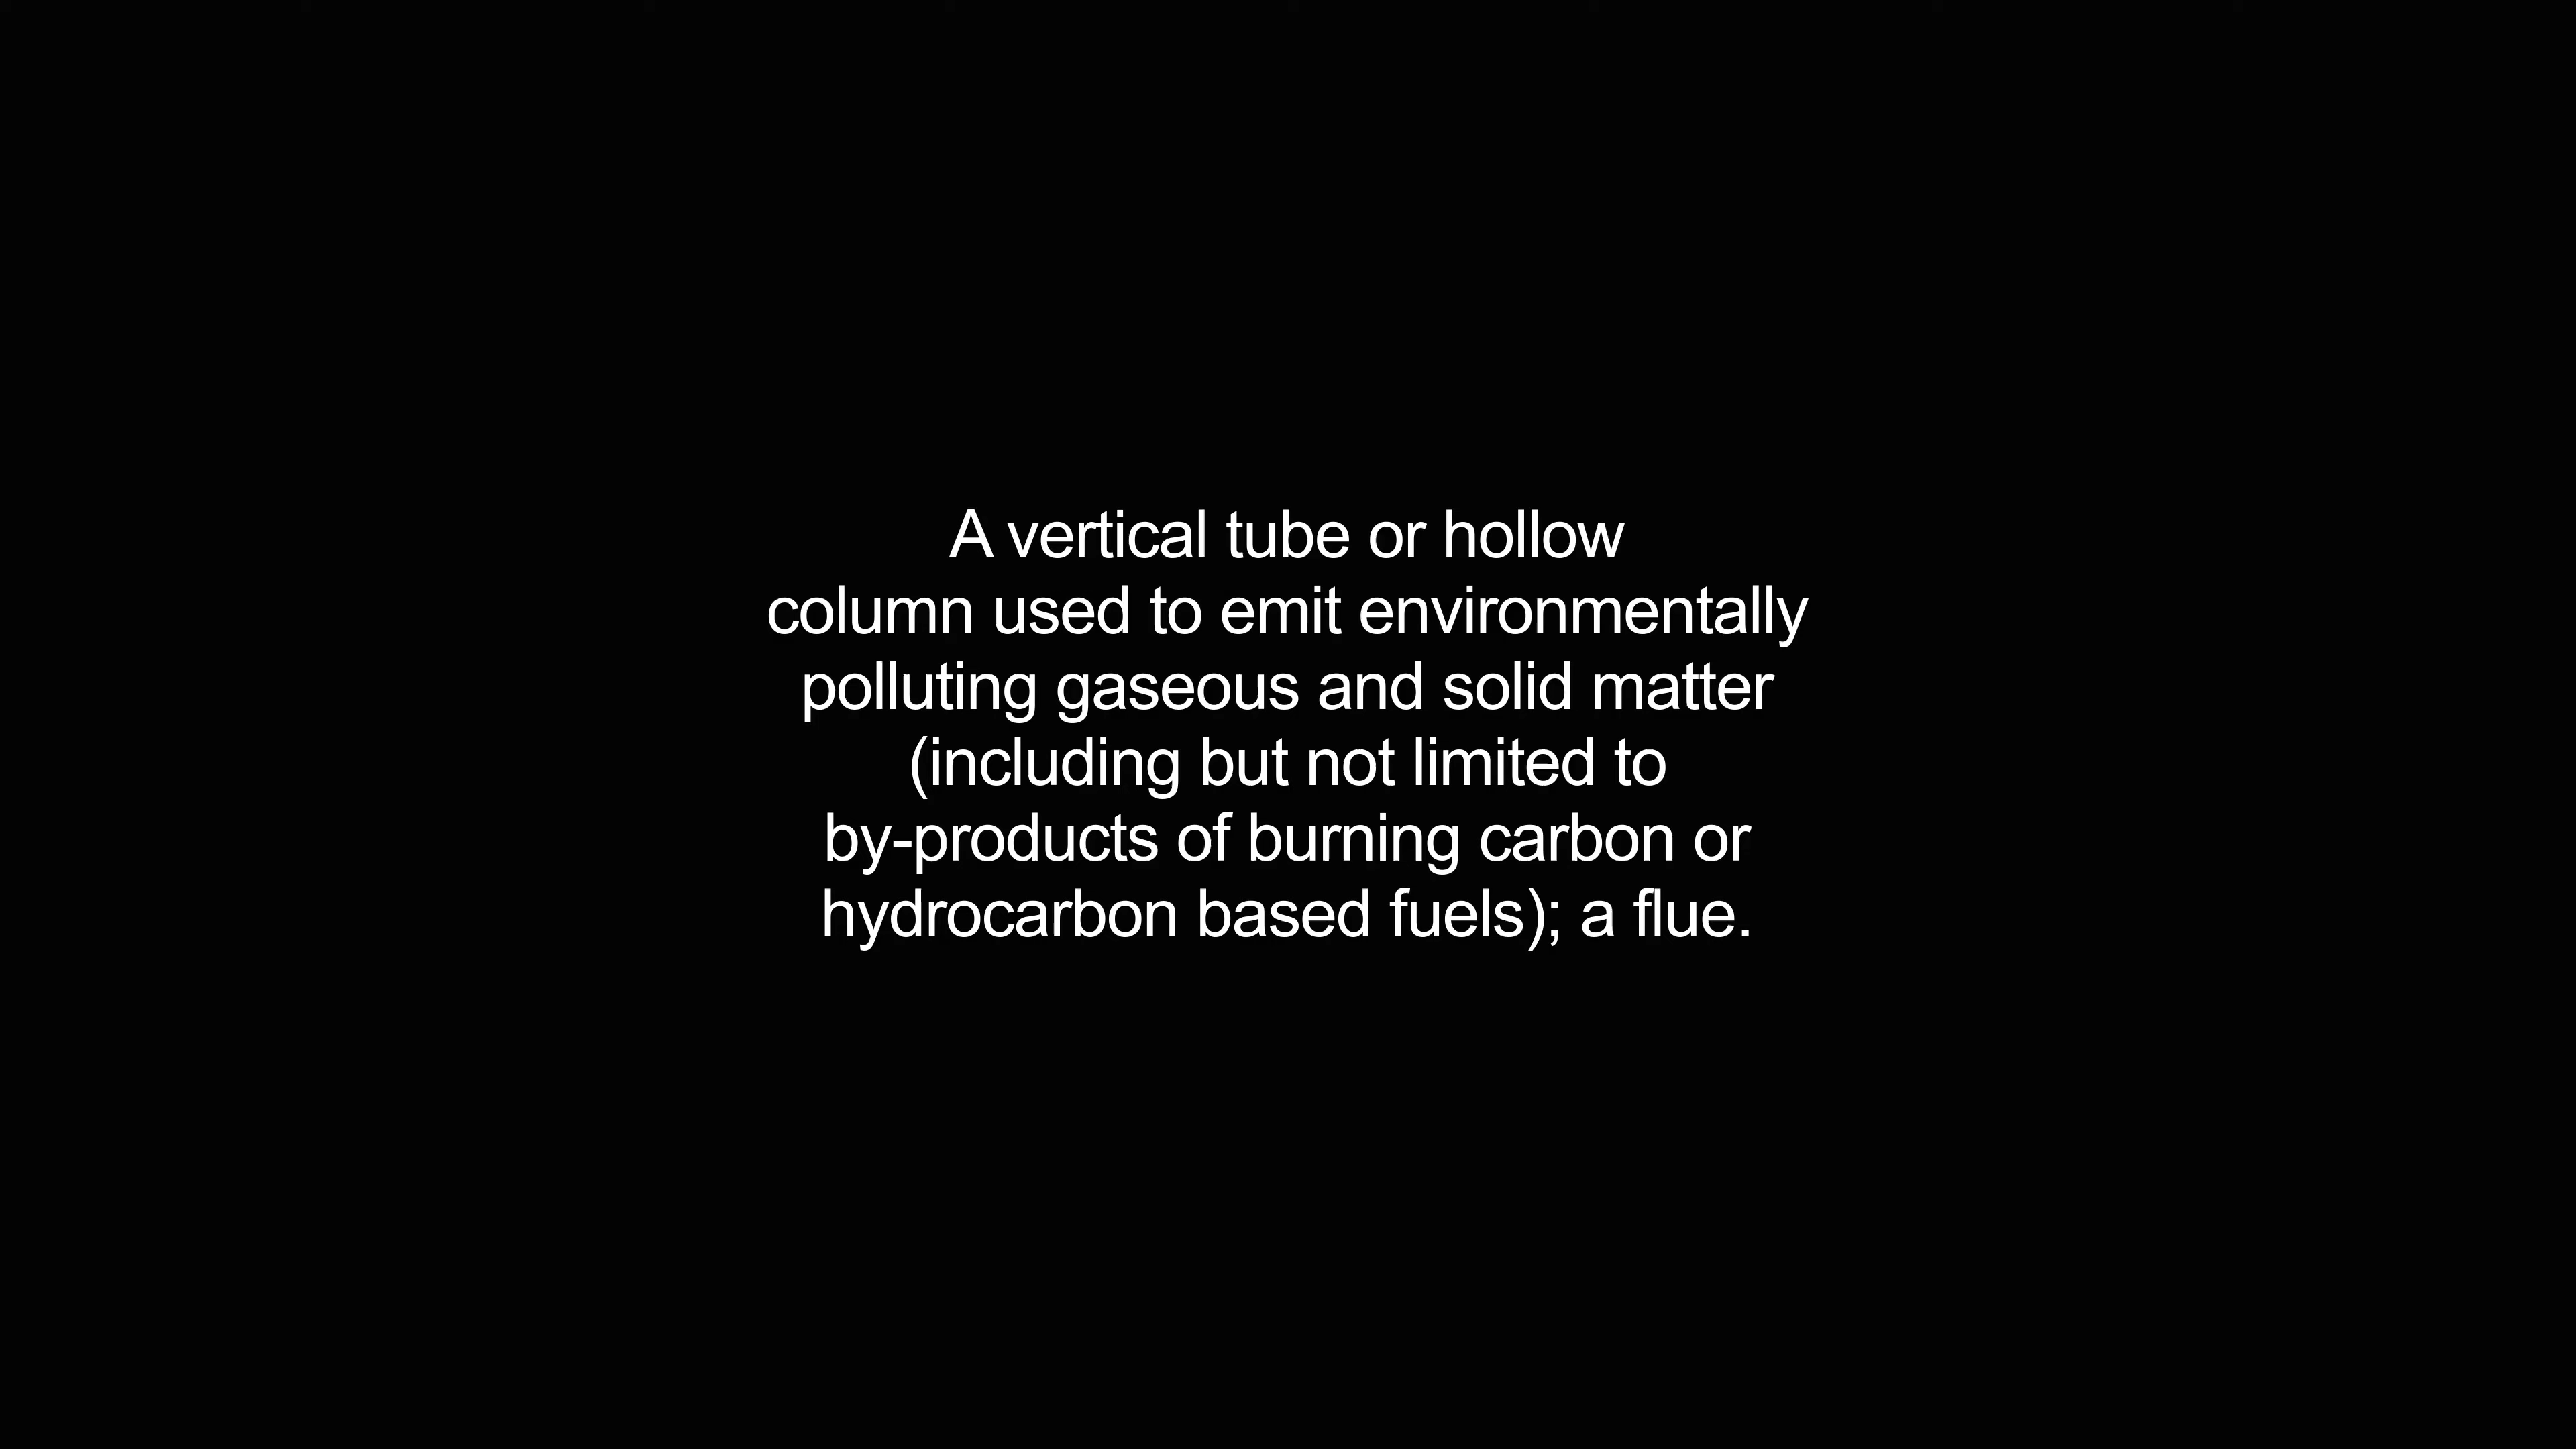 A vertical tube or hollow
column used to emit environmentally
polluting gaseous and solid matter
(including but not limited to
by-products of burning carbon or
hydrocarbon based fuels); a flue.